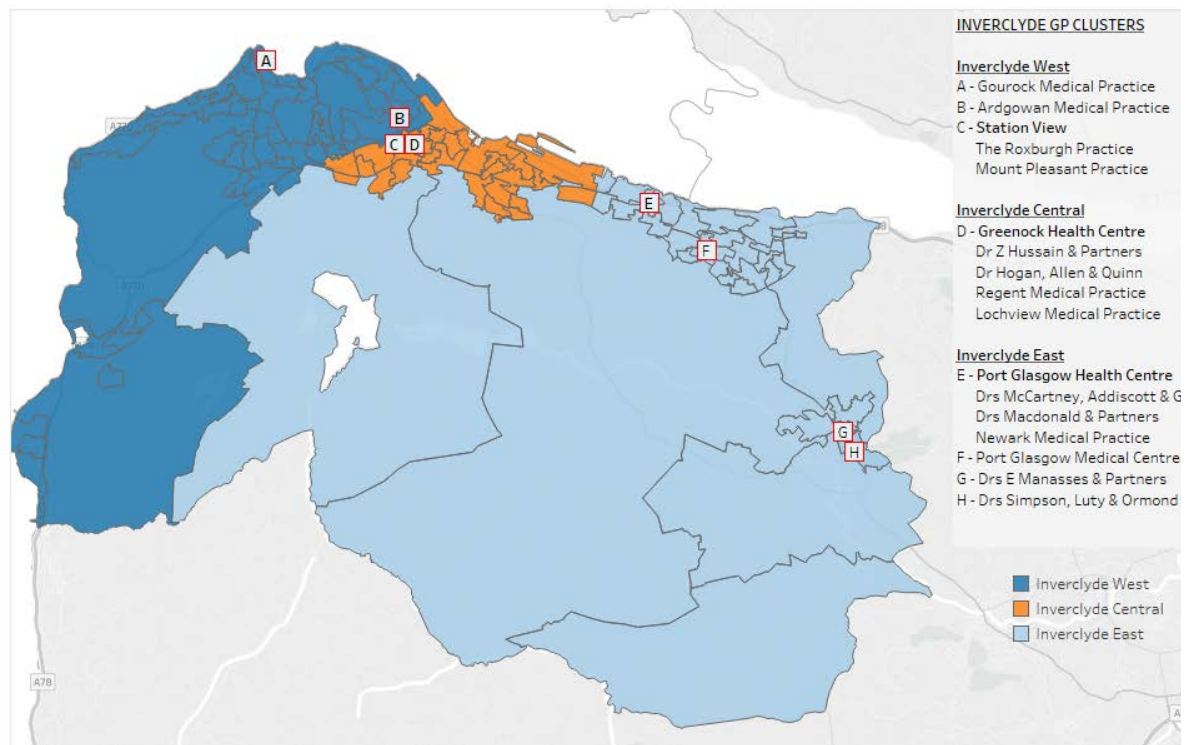 INVERCLYDE GP CLUSTERS
Inverclyde West
A - Gourock Medical Practice
B - Ardgowan Medical Practice
C - Station View
The Roxburgh Practice
Mount Pleasant Practice
Inverclyde Central
D - Greenock Health Centre
Dr Z Hussain & Partners
Dr Hogan, Allen & Quinn
Regent Medical Practice
Lochview Medical Practice
Inverclyde East
E - Port Glasgow Health Centre
Drs McCartney, Addiscott & G
Drs Macdonald & Partners
Newark Medical Practice
F - Port Glasgow Medical Centre
G - Drs E Manasses & Partners
H - Drs Simpson, Luty & Ormond
Inverclyde West
Inverclyde Central
Inverclyde East
A
B
C D
E
F
G
H
A78